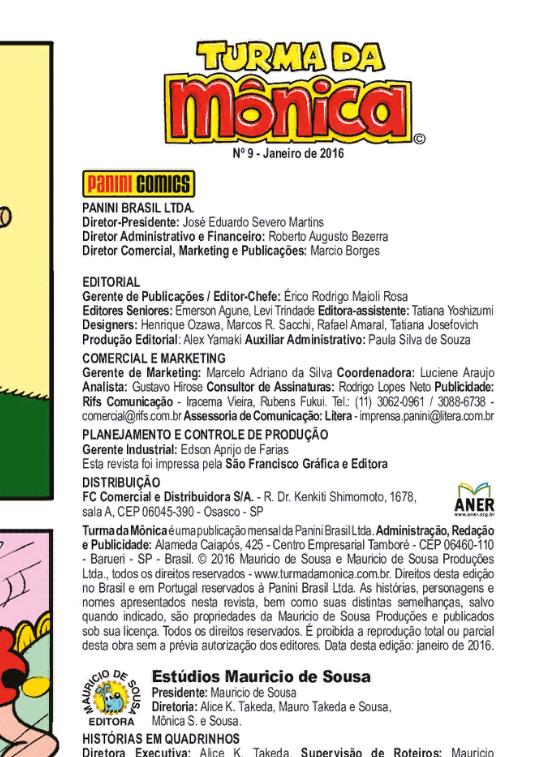 TURMA DA
Mônica ©
Nº 9 - Janeiro de 2016
PANINI COMICS
PANINI BRASIL LTDA.
Diretor-Presidente: José Eduardo Severo Martins
Diretor Administrativo e Financeiro: Roberto Augusto Bezerra
Diretor Comercial, Marketing e Publicações: Marcio Borges
EDITORIAL
Gerente de Publicações / Editor-Chefe: Érico Rodrigo Maioli Rosa
Editores Seniores: Emerson Agune, Levi Trindade Editora-assistente: Tatiana Yoshizumi
Designers: Henrique Ozawa, Marcos R. Sacchi, Rafael Amaral, Tatiana Josefovich
Produção Editorial: Alex Yamaki Auxiliar Administrativo: Paula Silva de Souza
COMERCIAL E MARKETING
Gerente de Marketing: Marcelo Adriano da Silva Coordenadora: Luciene Araujo
Analista: Gustavo Hirose Consultor de Assinaturas: Rodrigo Lopes Neto Publicidade:
Rifs Comunicação - Iracema Vieira, Rubens Fukui. Tel.: (11) 3062-0961 / 3088-6738 -
comercial@rifs.com.br Assessoria de Comunicação: Litera - imprensa.panini@litera.com.br
PLANEJAMENTO E CONTROLE DE PRODUÇÃO
Gerente Industrial: Edson Aprijo de Farias
Esta revista foi impressa pela São Francisco Gráfica e Editora
DISTRIBUIÇÃO
FC Comercial e Distribuidora S/A. - R. Dr. Kenkiti Shimomoto, 1678,
sala A, CEP 06045-390 - Osasco - SP
ANER
www.aner.org.br
Turma da Mônica é uma publicação mensal da Panini Brasil Ltda. Administração, Redação
e Publicidade: Alameda Caiapós, 425 - Centro Empresarial Tamboré - CEP 06460-110
- Barueri - SP - Brasil. © 2016 Mauricio de Sousa e Mauricio de Sousa Produções
Ltda., todos os direitos reservados - www.turmadamonica.com.br. Direitos desta edição
no Brasil e em Portugal reservados à Panini Brasil Ltda. As histórias, personagens e
nomes apresentados nesta revista, bem como suas distintas semelhanças, salvo
quando indicado, são propriedades da Mauricio de Sousa Produções e publicados
sob sua licença. Todos os direitos reservados. É proibida a reprodução total ou parcial
desta obra sem a prévia autorização dos editores. Data desta edição: janeiro de 2016.
MAURICIO DE SOUSA
EDITORA
Estúdios Mauricio de Sousa
Presidente: Mauricio de Sousa
Diretoria: Alice K. Takeda, Mauro Takeda e Sousa,
Mônica S. e Sousa.
HISTÓRIAS EM QUADRINHOS
Diretora Executiva: Alice K. Takeda. Supervisão de Roteiros: Mauricio